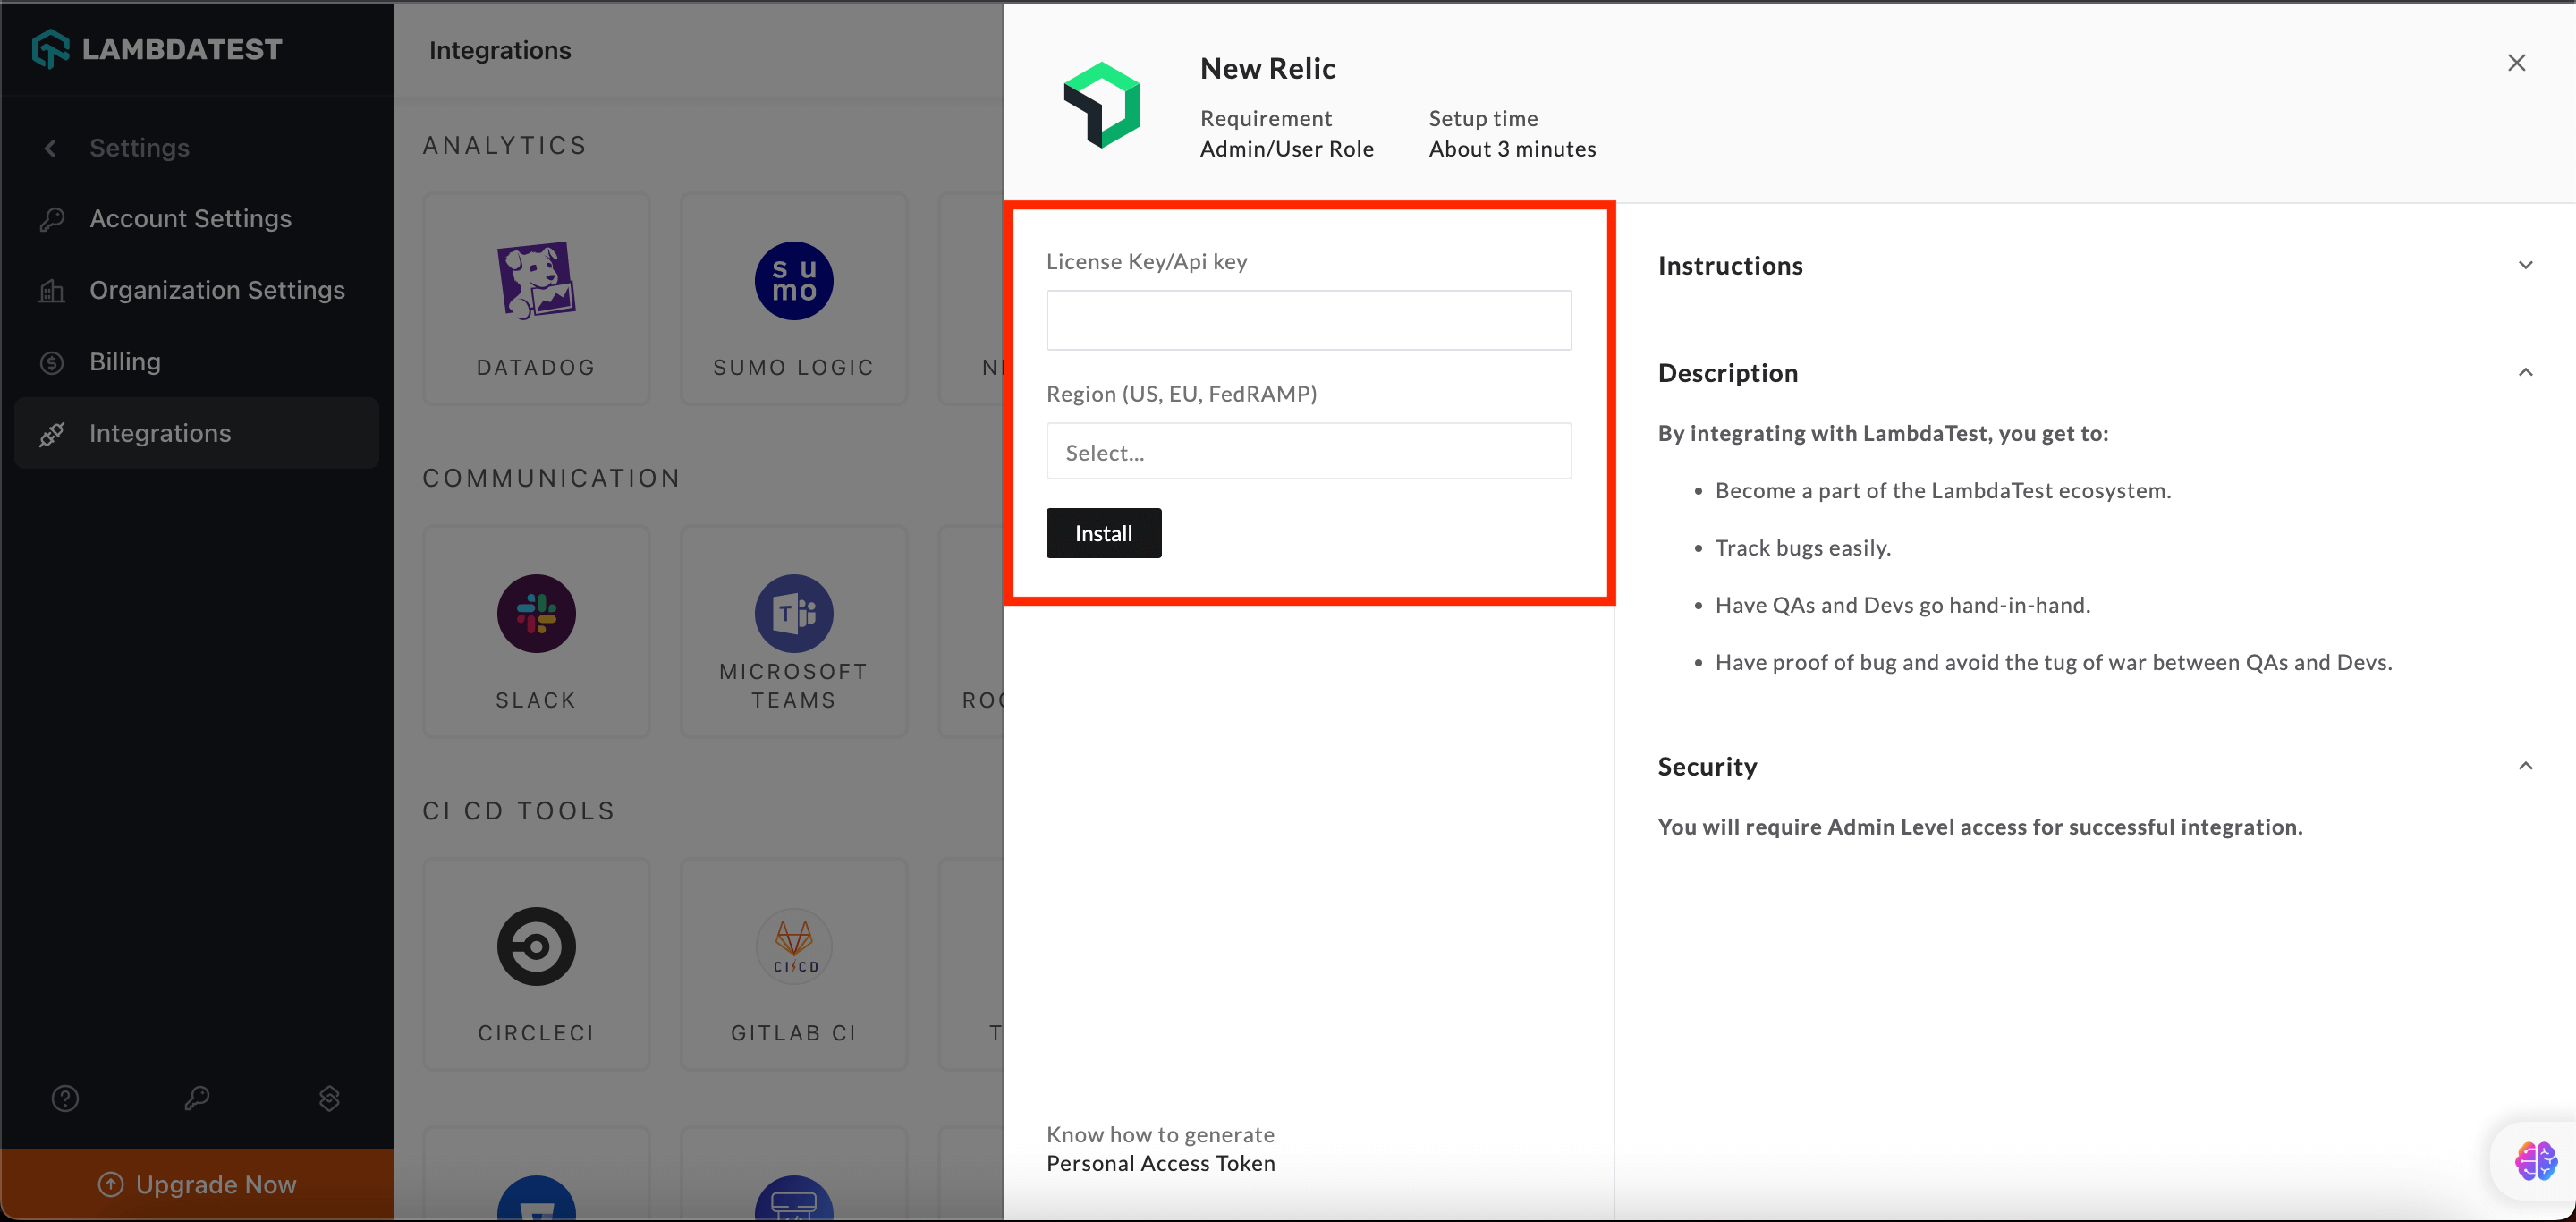 LAMBDATEST
Settings
Account Settings
Organization Settings
Billing
Integrations
Upgrade Now
Integrations
ANALYTICS
DATADOG
sumo
SUMO LOGIC
COMMUNICATION
SLACK
T
MICROSOFT
TEAMS
CI CD TOOLS
CIRCLECI
CI CD
GITLAB CI
New Relic
Requirement
Admin/User Role
Setup time
About 3 minutes
License Key/Api key
Region (US, EU, FedRAMP)
Select...
Install
Know how to generate
Personal Access Token
Instructions
Description
By integrating with LambdaTest, you get to:
• Become a part of the LambdaTest ecosystem.
• Track bugs easily.
• Have QAs and Devs go hand-in-hand.
• Have proof of bug and avoid the tug of war between QAs and Devs.
Security
You will require Admin Level access for successful integration.